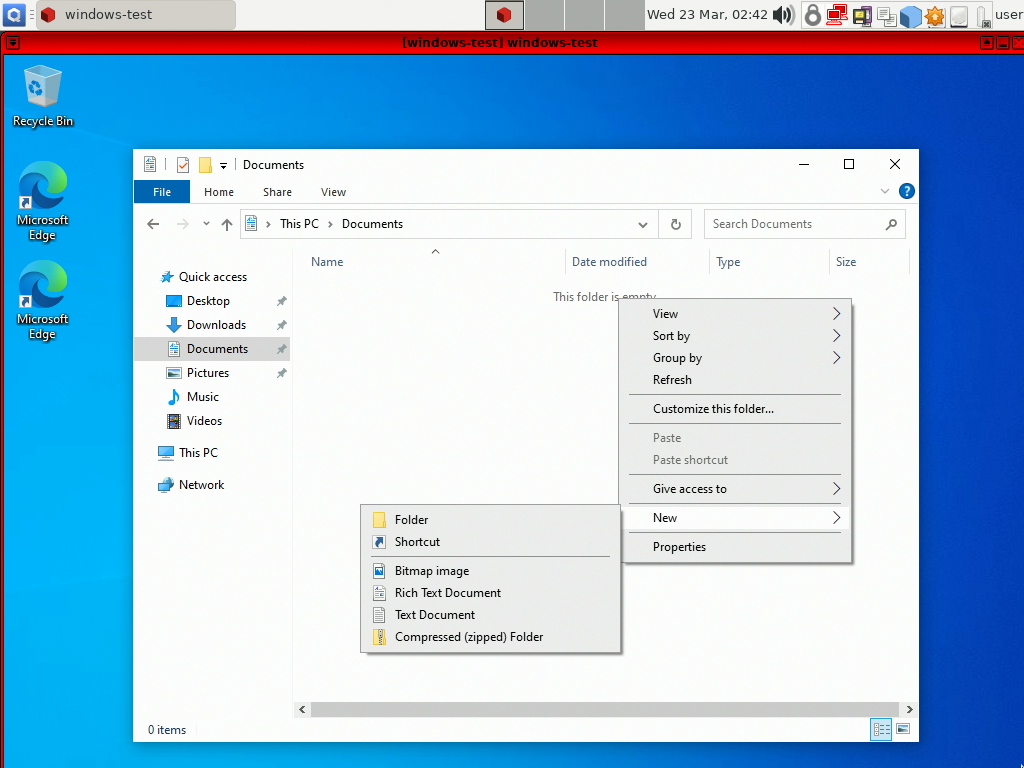 windows-test
Wed 23 Mar, 02:42
user
[windows-test] windows-test
Recycle Bin
Microsoft
Edge
Microsoft
Edge
Documents
File
Home
Share
View
This PC
Documents
Search Documents
Name
Date modified
Type
Size
This folder is empty.
Quick access
Desktop
Downloads
Documents
Pictures
Music
Videos
This PC
Network
View
Sort by
Group by
Refresh
Customize this folder...
Paste
Paste shortcut
Give access to
New
Properties
Folder
Shortcut
Bitmap image
Rich Text Document
Text Document
Compressed (zipped) Folder
0 items